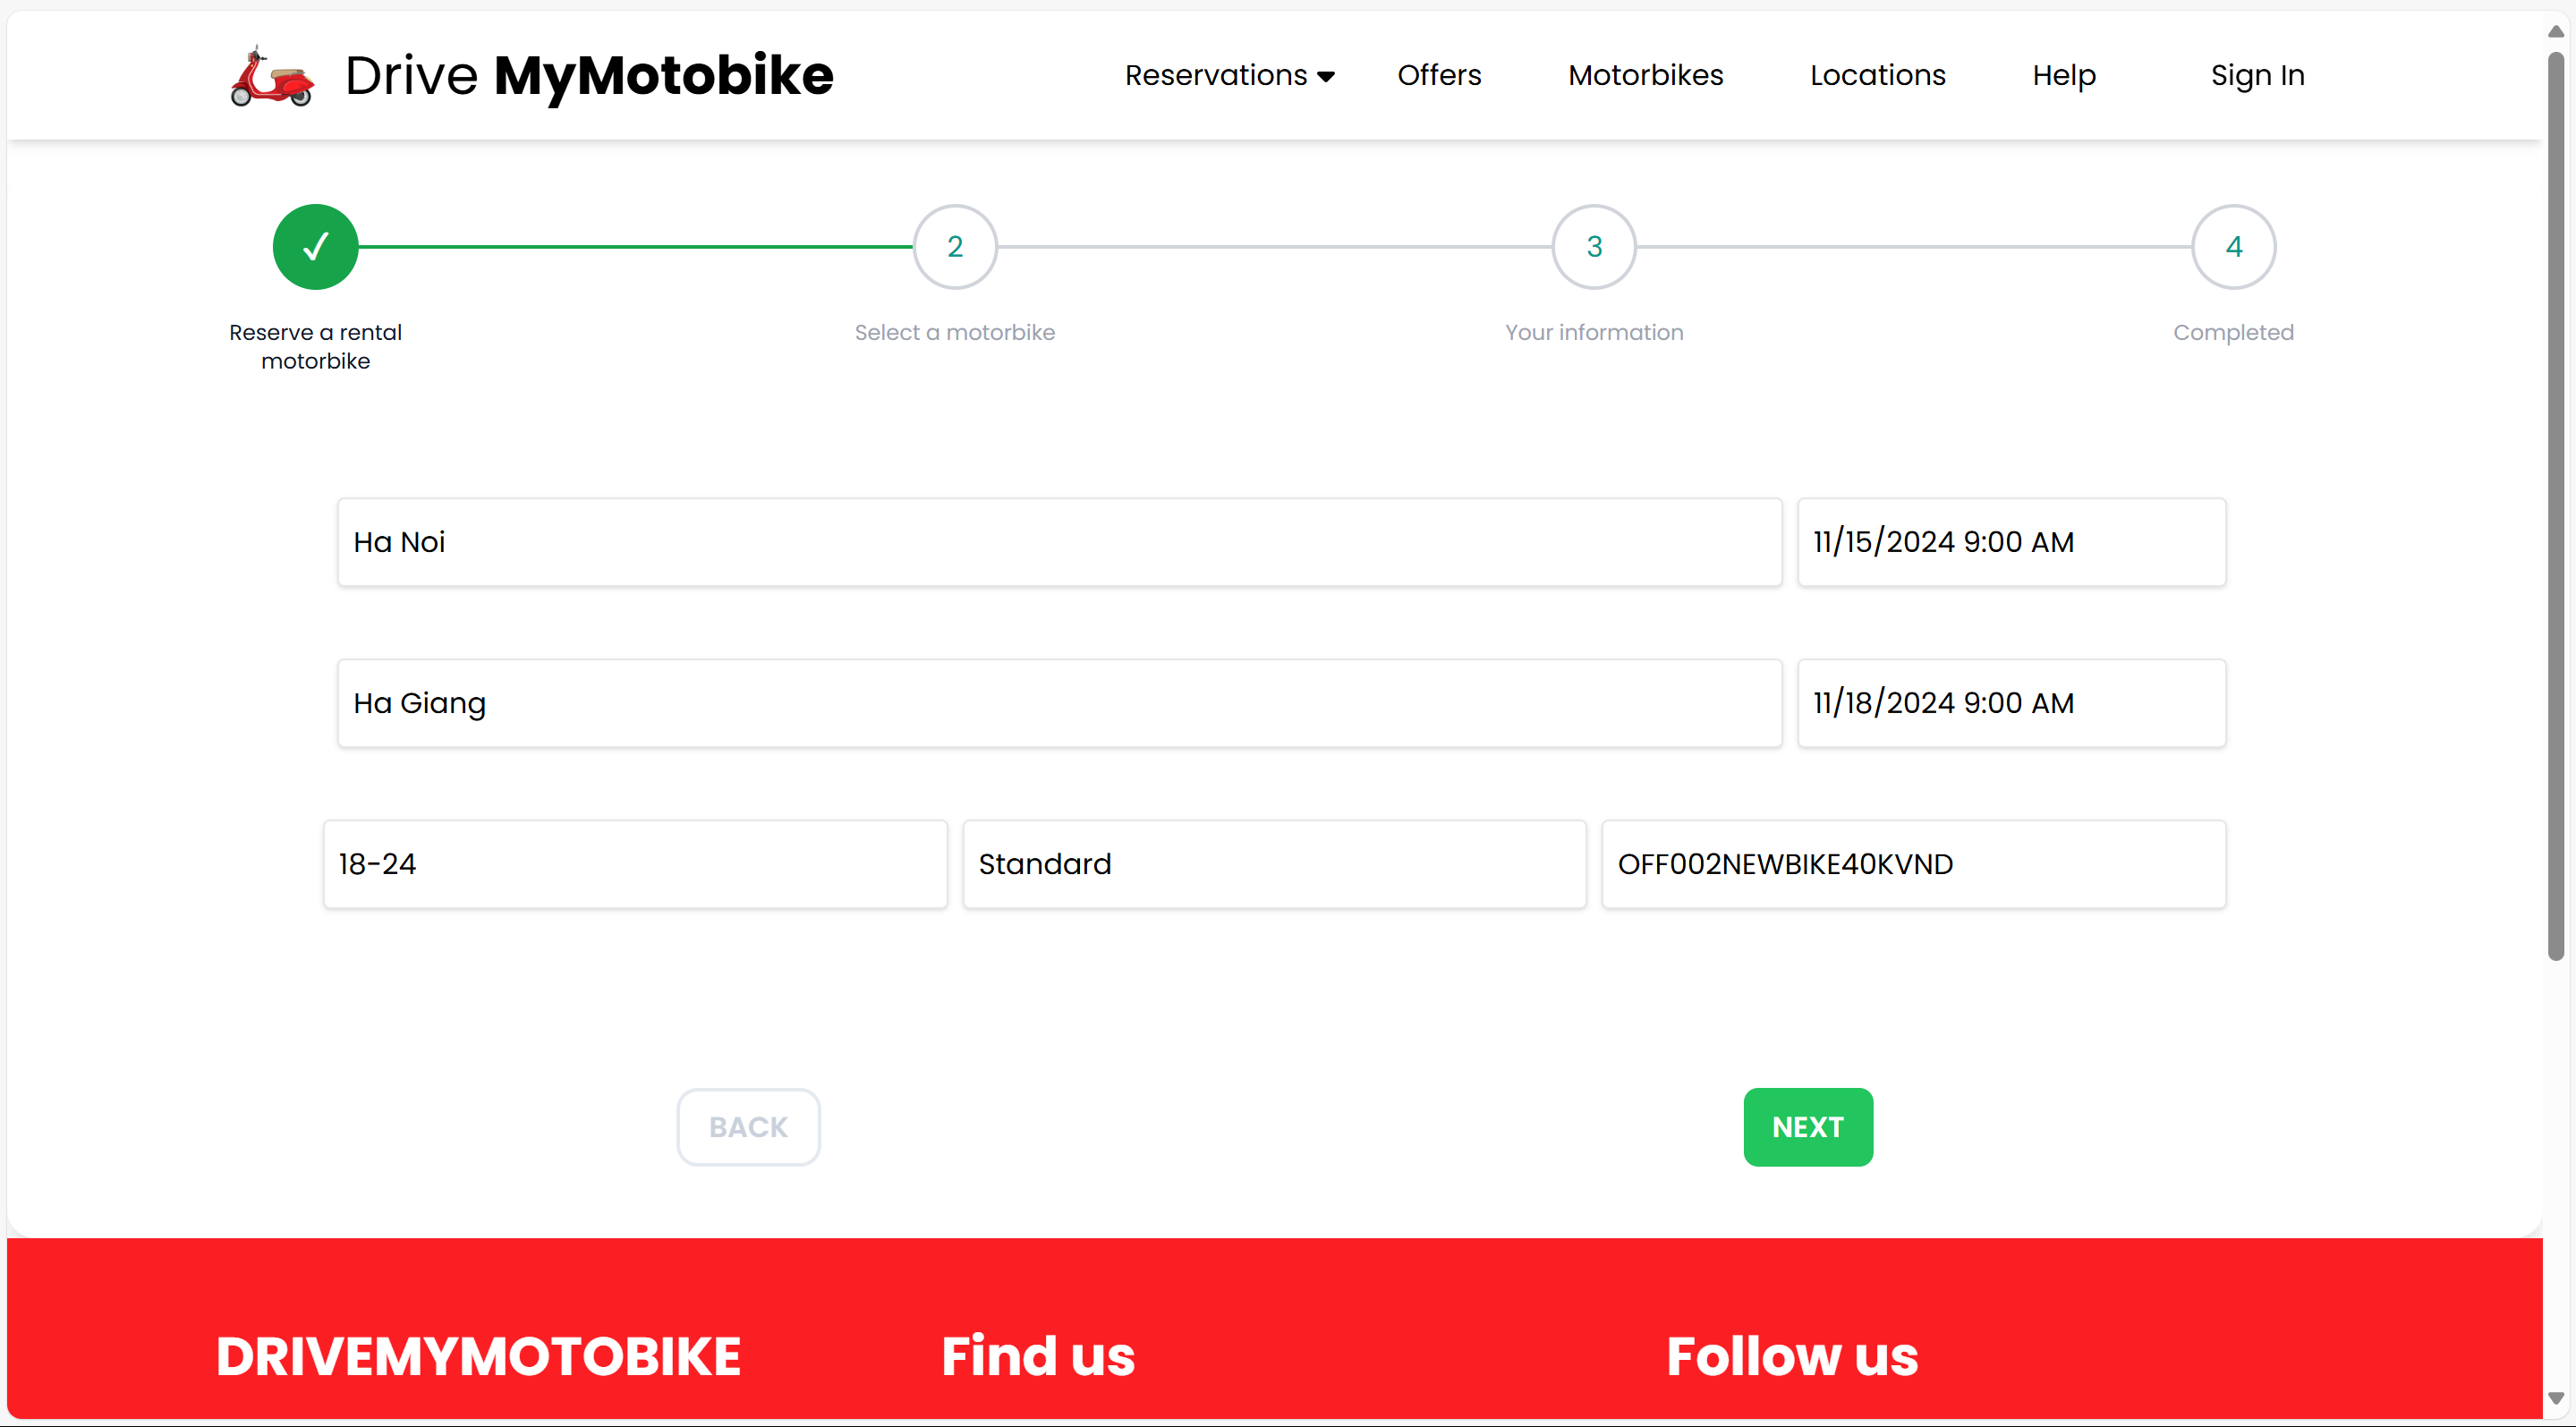 Drive MyMotobike
Reservations
Offers
Motorbikes
Locations
Help
Sign In
✓
2
3
4
Reserve a rental
motorbike
Select a motorbike
Your information
Completed
Ha Noi
11/15/2024 9:00 AM
Ha Giang
11/18/2024 9:00 AM
18-24
Standard
OFF002NEWBIKE40KVND
BACK
NEXT
DRIVEMYMOTOBIKE
Find us
Follow us